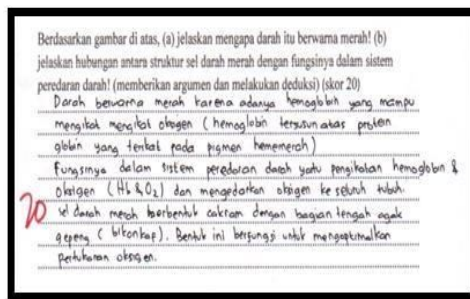 Berdasarkan gambar di atas, (a) jelaskan mengapa darah itu berwarna merah! (b)
jelaskan hubungan antara struktur sel darah merah dengan fungsinya dalam sistem
peredaran darah! (memberikan argumen dan melakukan deduksi) (skor 20)
Darah berwarna merah karena adanya hemoglobin yang mampu
mengikat mengikat oksigen (hemoglobin tersusun atas protein
globin yang terikat pada pigmen hememerah)
Fungsinya dalam sistem peredaran darah yaitu pengikatan hemoglobin &
oksigen (Hb & O2) dan mengedarkan oksigen ke seluruh tubuh.
20 sel darah merah berbentuk cakram dengan bagian tengah agak
gepeng (bikonkap). Bentuk ini berfungsi untuk mengoptimalkan
pertukaran oksigen.